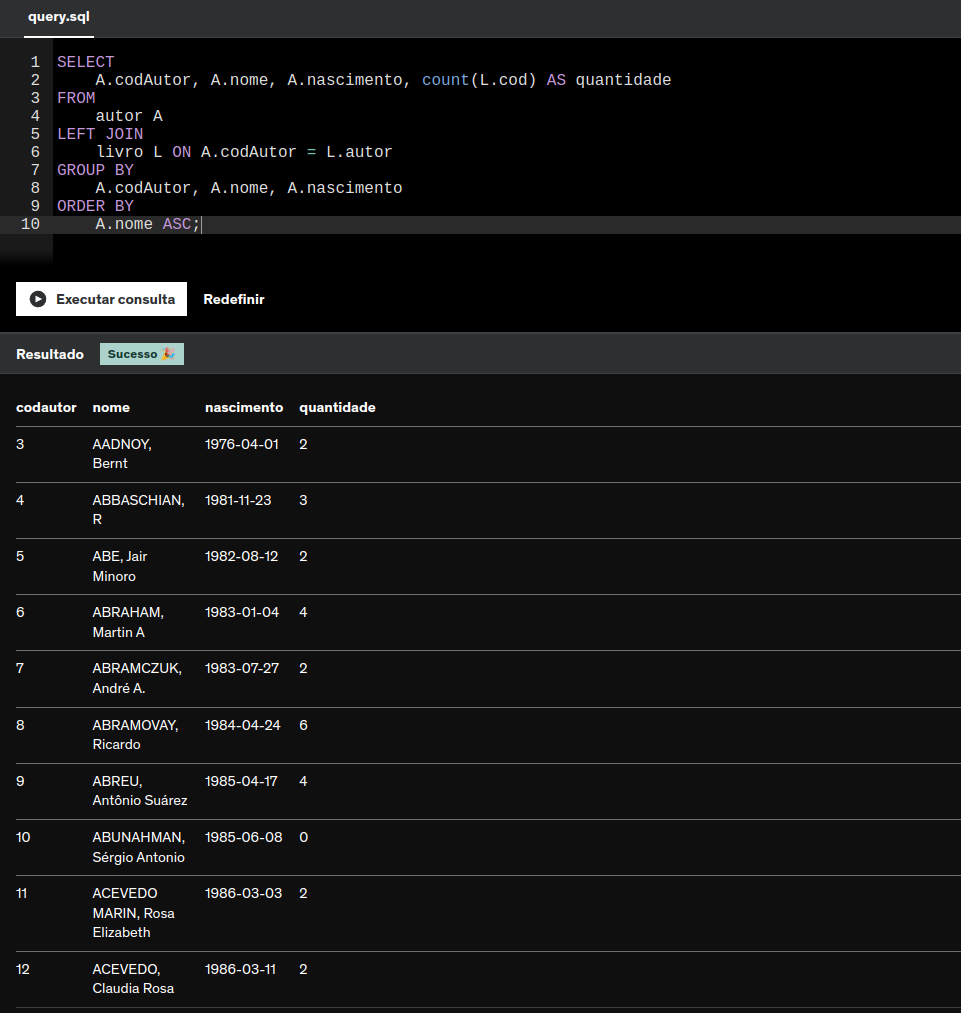 query.sql
1 SELECT
2     A.codAutor, A.nome, A.nascimento, count(L.cod) AS quantidade
3 FROM
4     autor A
5 LEFT JOIN
6     livro L ON A.codAutor = L.autor
7 GROUP BY
8     A.codAutor, A.nome, A.nascimento
9 ORDER BY
10     A.nome ASC;
Executar consulta Redefinir
Resultado Sucesso 🎉
codautor nome nascimento quantidade
3 AADNOY, 1976-04-01 2
Bernt
4 ABBASCHIAN, 1981-11-23 3
R
5 ABE, Jair 1982-08-12 2
Minoro
6 ABRAHAM, 1983-01-04 4
Martin A
7 ABRAMCZUK, 1983-07-27 2
André A.
8 ABRAMOVAY, 1984-04-24 6
Ricardo
9 ABREU, 1985-04-17 4
Antônio Suárez
10 ABUNAHMAN, 1985-06-08 0
Sérgio Antonio
11 ACEVEDO 1986-03-03 2
MARIN, Rosa
Elizabeth
12 ACEVEDO, 1986-03-11 2
Claudia Rosa